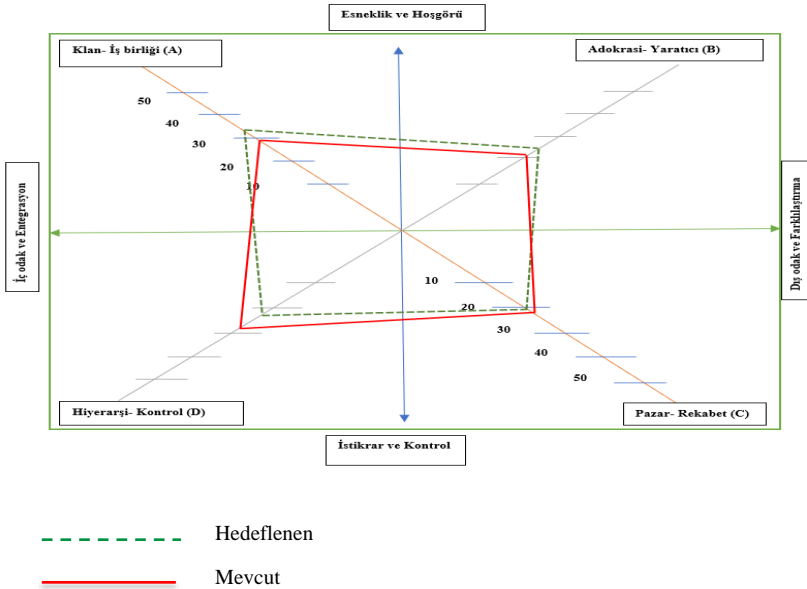 Esneklik ve Hoşgörü
Klan- İş birliği (A)
Adokrasi- Yaratıcı (B)
50
40
30
20
10
İç odak ve Entegrasyon
Dış odak ve Farklılaştırma
10
20
30
40
50
Hiyerarşi- Kontrol (D)
Pazar- Rekabet (C)
İstikrar ve Kontrol
Hedeflenen
Mevcut